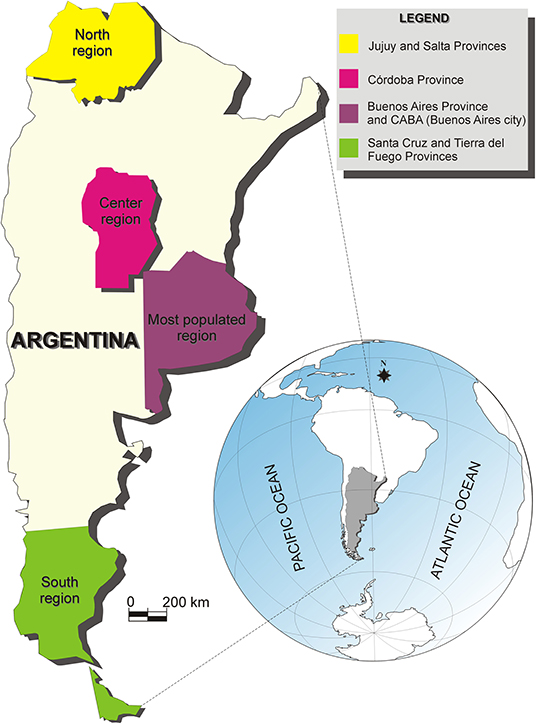 North
region
LEGEND
Jujuy and Salta Provinces
Córdoba Province
Buenos Aires Province
and CABA (Buenos Aires city)
Santa Cruz and Tierra del
Fuego Provinces
Center
region
Most populated
region
ARGENTINA
N
PACIFIC OCEAN
ATLANTIC OCEAN
South
region
0 200 km